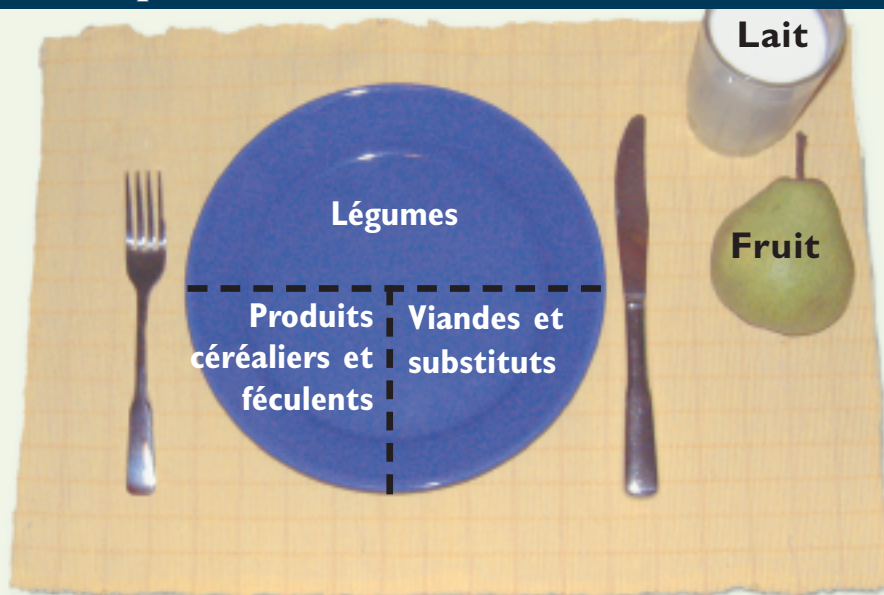 Lait
Légumes
Fruit
Produits
céréaliers et
féculents
Viandes et
substituts